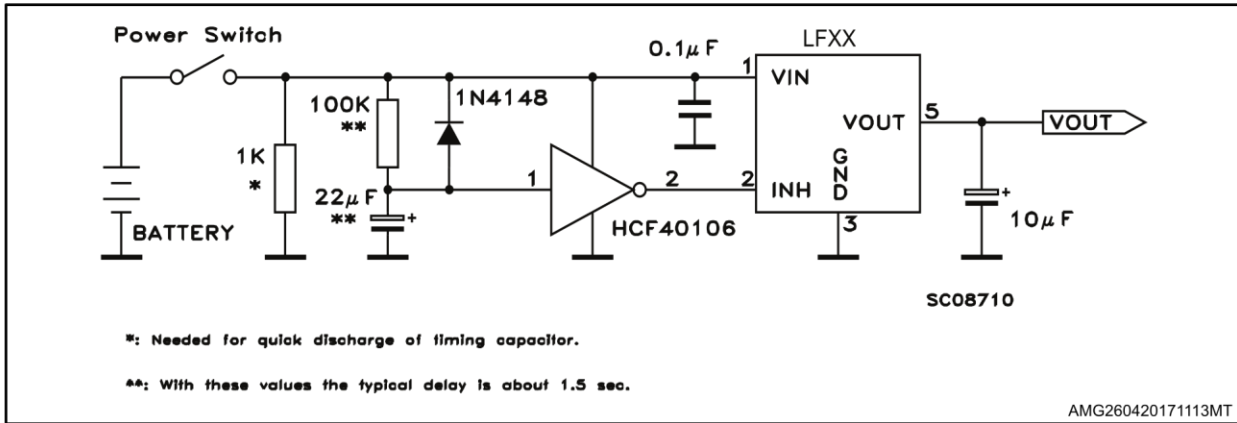 Power Switch
0.1μF
LFXX
1
VIN
100K
**
1N4148
VOUT
5
VOUT
1K
*
GND
22μF
**
+
1
2
2
INH
+
BATTERY
HCF40106
3
10μF
SC08710
*: Needed for quick discharge of timing capacitor.
**: With these values the typical delay is about 1.5 sec.
AMG260420171113MT